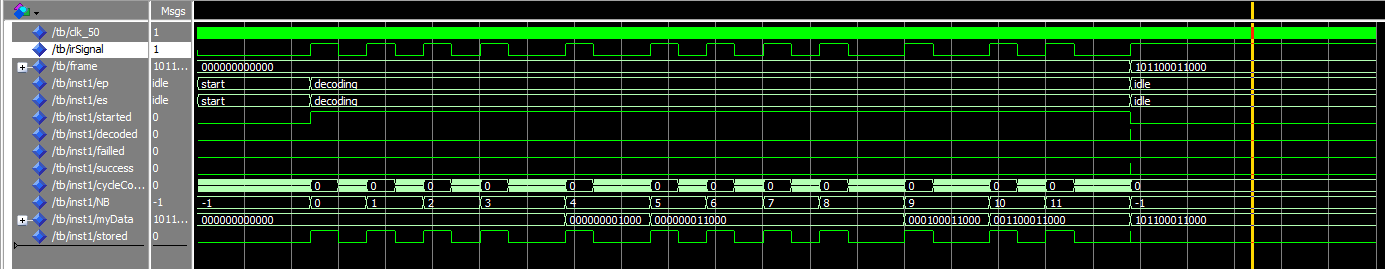 Msgs
/tb/clk_50 1
/tb/irSignal 1
/tb/frame 1011... 000000000000 101100011000
/tb/inst1/ep idle start decoding idle
/tb/inst1/es idle start decoding idle
/tb/inst1/started 0
/tb/inst1/decoded 0
/tb/inst1/failled 0
/tb/inst1/success 0
/tb/inst1/cycleCo... 0 0 0 0 0 0 0 0 0 0 0 0 0 0
/tb/inst1/NB -1 -1 0 1 2 3 4 5 6 7 8 9 10 11 -1
/tb/inst1/myData 1011... 000000000000 000000001000 000000011000 000100011000 001100011000 101100011000
/tb/inst1/stored 0